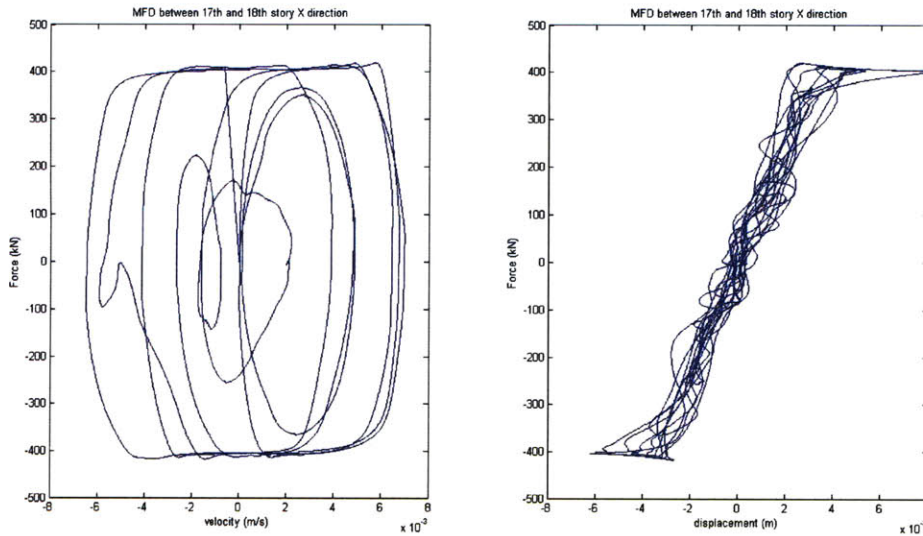 MFD between 17th and 18th story X direction
500
400
300
200
100
0
-100
-200
-300
-400
-500
Force (kN)
-8 -6 -4 -2 0 2 4 6 8
velocity (m/s)
x 10⁻³
MFD between 17th and 18th story X direction
500
400
300
200
100
0
-100
-200
-300
-400
-500
Force (kN)
-8 -6 -4 -2 0 2 4 6
displacement (m)
x 10